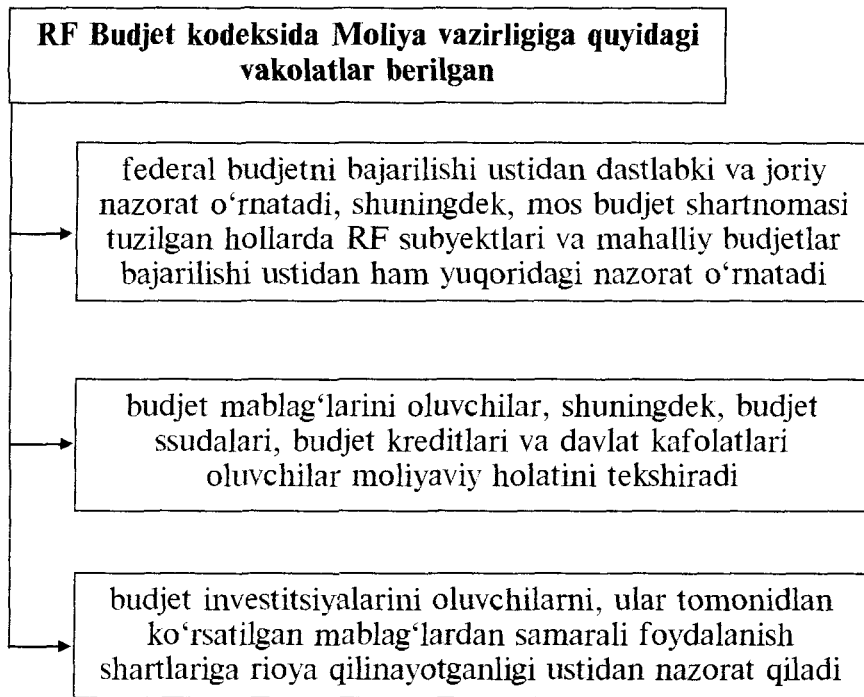 RF Budjet kodeksida Moliya vazirligiga quyidagi
vakolatlar berilgan
federal budjetni bajarilishi ustidan dastlabki va joriy
nazorat o‘rnatadi, shuningdek, mos budjet shartnomasi
tuzilgan hollarda RF subyektlari va mahalliy budjetlar
bajarilishi ustidan ham yuqoridagi nazorat o‘rnatadi
budjet mablag‘larini oluvchilar, shuningdek, budjet
ssudalari, budjet kreditlari va davlat kafolatlari
oluvchilar moliyaviy holatini tekshiradi
budjet investitsiyalarini oluvchilarni, ular tomonidlan
ko‘rsatilgan mablag‘lardan samarali foydalanish
shartlariga rioya qilinayotganligi ustidan nazorat qiladi